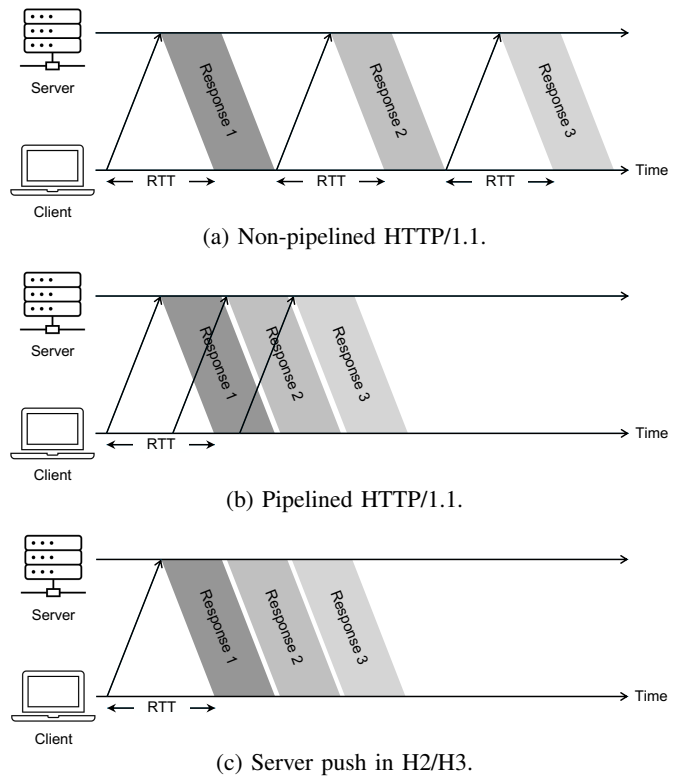 Response 1
Response 2
Response 3
Server
Time
RTT
RTT
RTT
Client
(a) Non-pipelined HTTP/1.1.
Response 1
Response 2
Response 3
Server
Time
RTT
Client
(b) Pipelined HTTP/1.1.
Response 1
Response 2
Response 3
Server
Time
RTT
Client
(c) Server push in H2/H3.